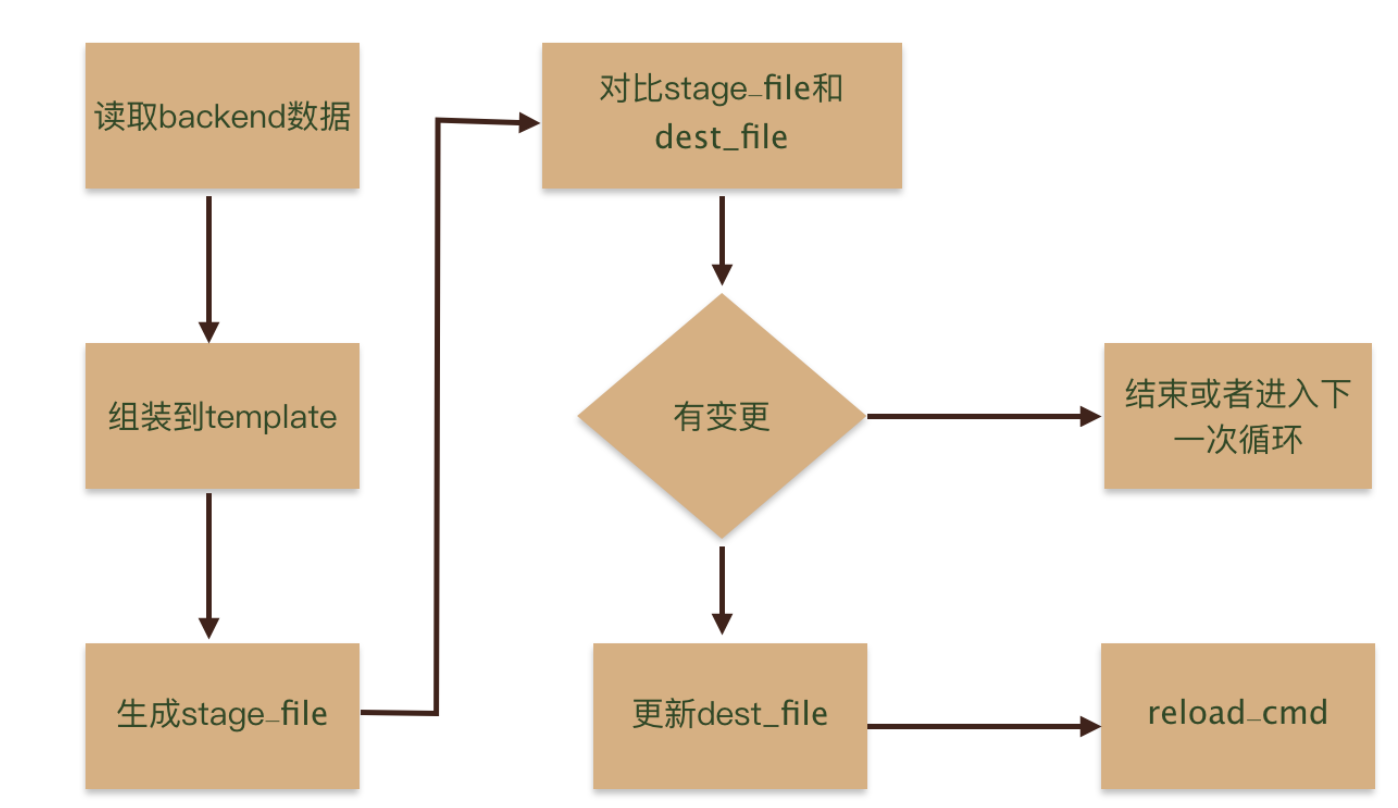 读取backend数据
组装到template
生成stage_file
对比stage_file和
dest_file
有变更
结束或者进入下
一次循环
更新dest_file
reload_cmd